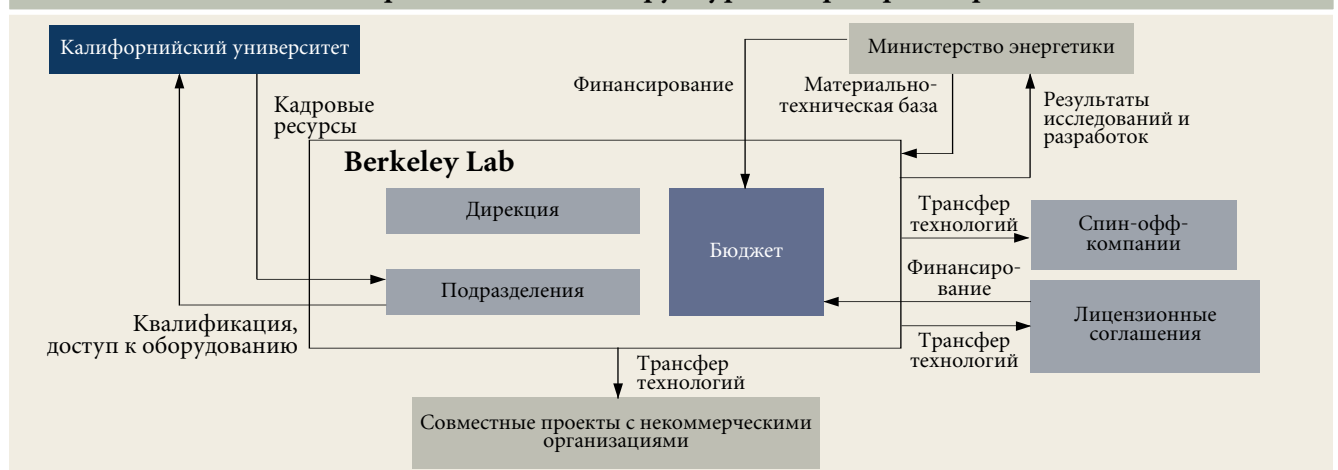 Калифорнийский университет
Министерство энергетики
Финансирование
Материально-
техническая база
Результаты
исследований и
разработок
Кадровые
ресурсы
Berkeley Lab
Дирекция
Бюджет
Подразделения
Трансфер
технологий
Спин-офф-
компании
Финансиро-
вание
Лицензионные
соглашения
Трансфер
технологий
Квалификация,
доступ к оборудованию
Трансфер
технологий
Совместные проекты с некоммерческими
организациями